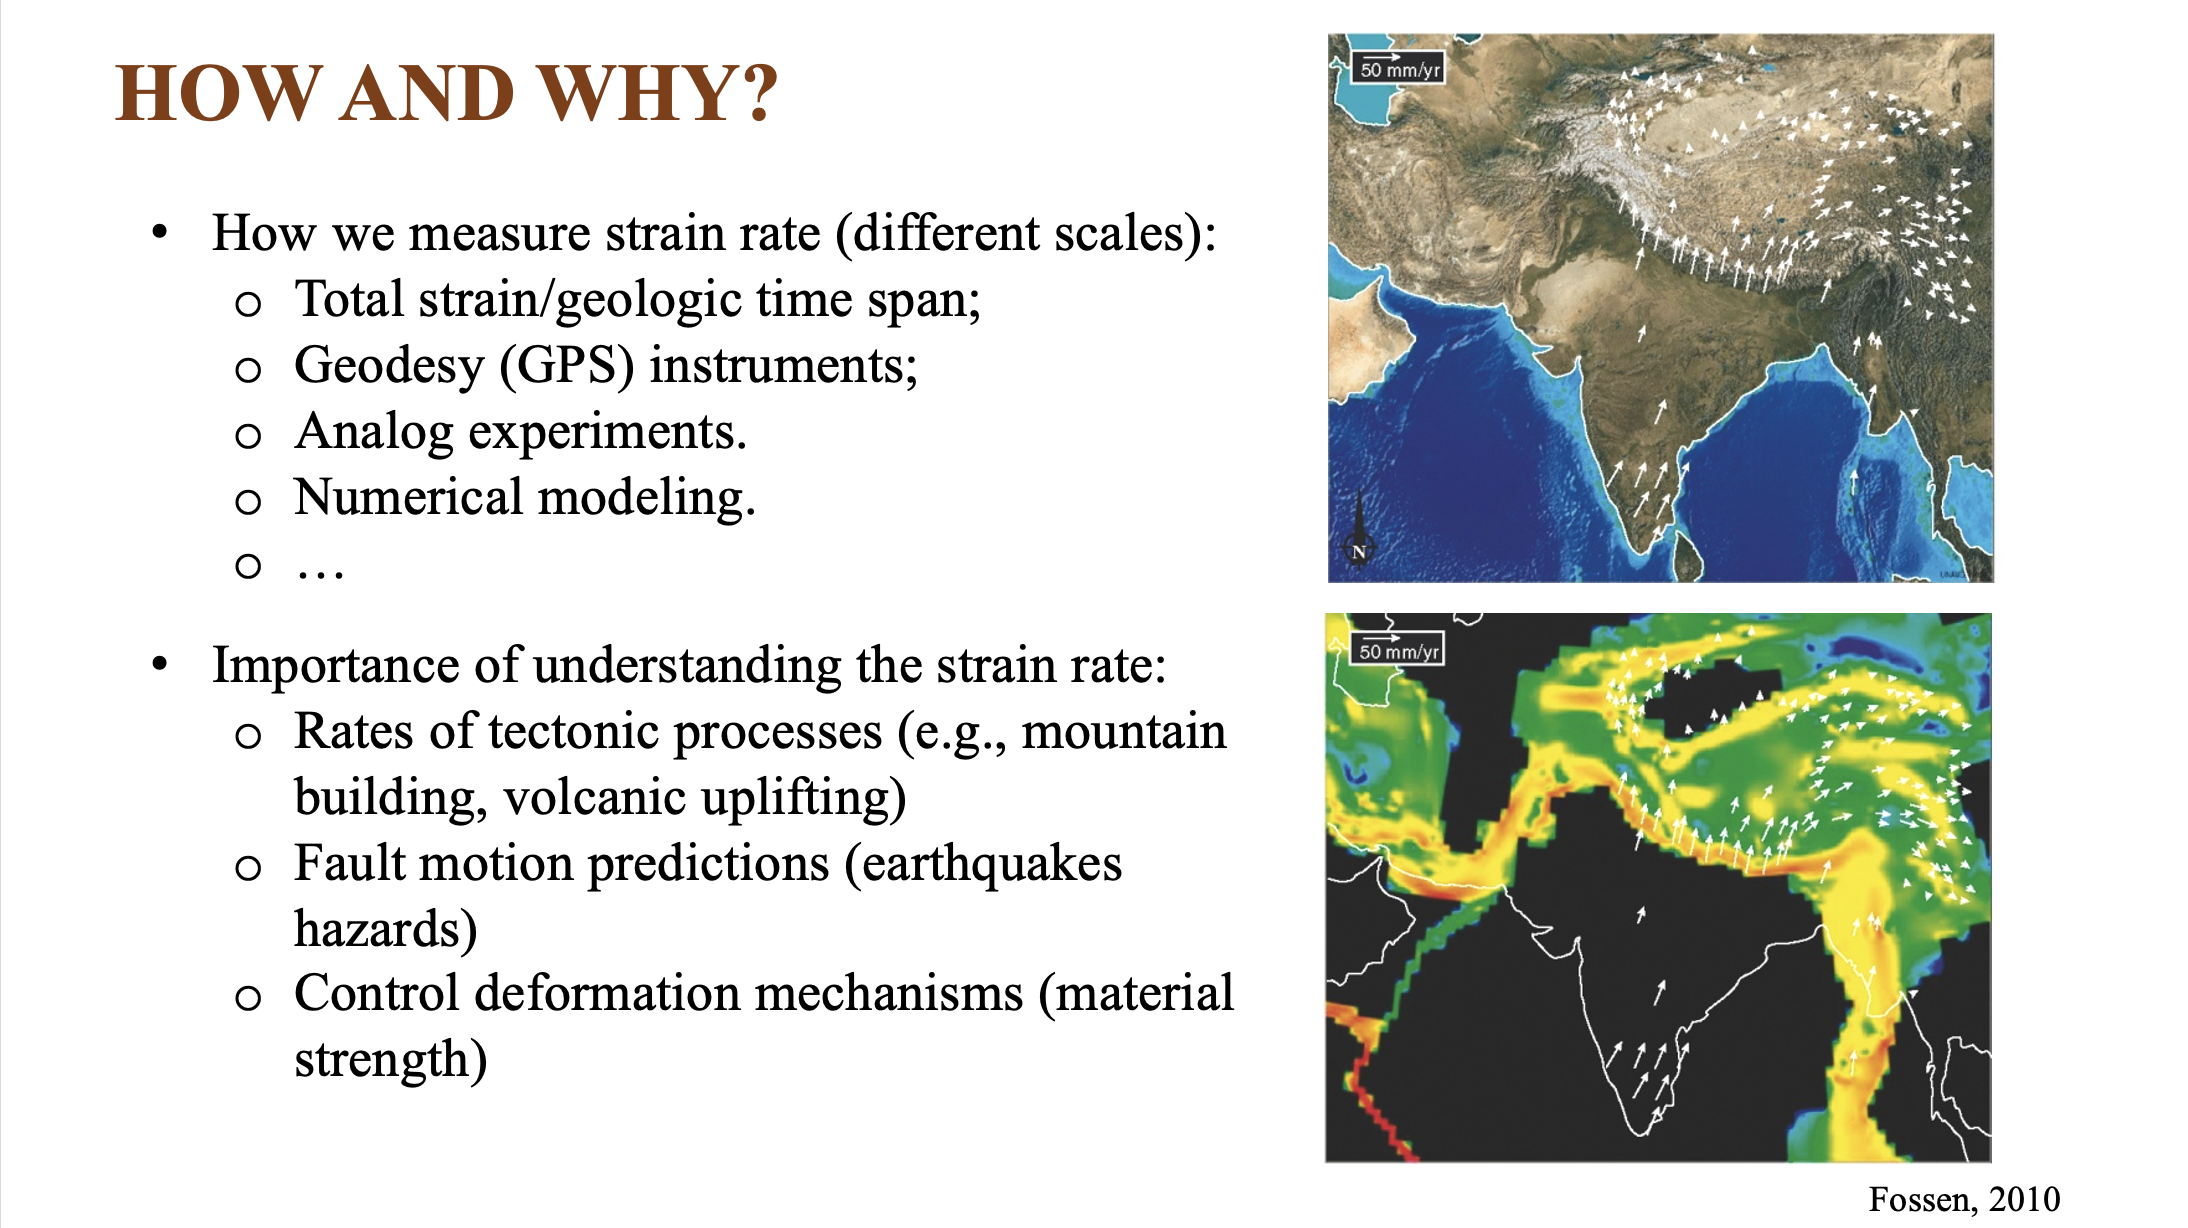 HOW AND WHY?
• How we measure strain rate (different scales):
o Total strain/geologic time span;
o Geodesy (GPS) instruments;
o Analog experiments.
o Numerical modeling.
o …
• Importance of understanding the strain rate:
o Rates of tectonic processes (e.g., mountain
building, volcanic uplifting)
o Fault motion predictions (earthquakes
hazards)
o Control deformation mechanisms (material
strength)
50 mm/yr
N
50 mm/yr
Fossen, 2010